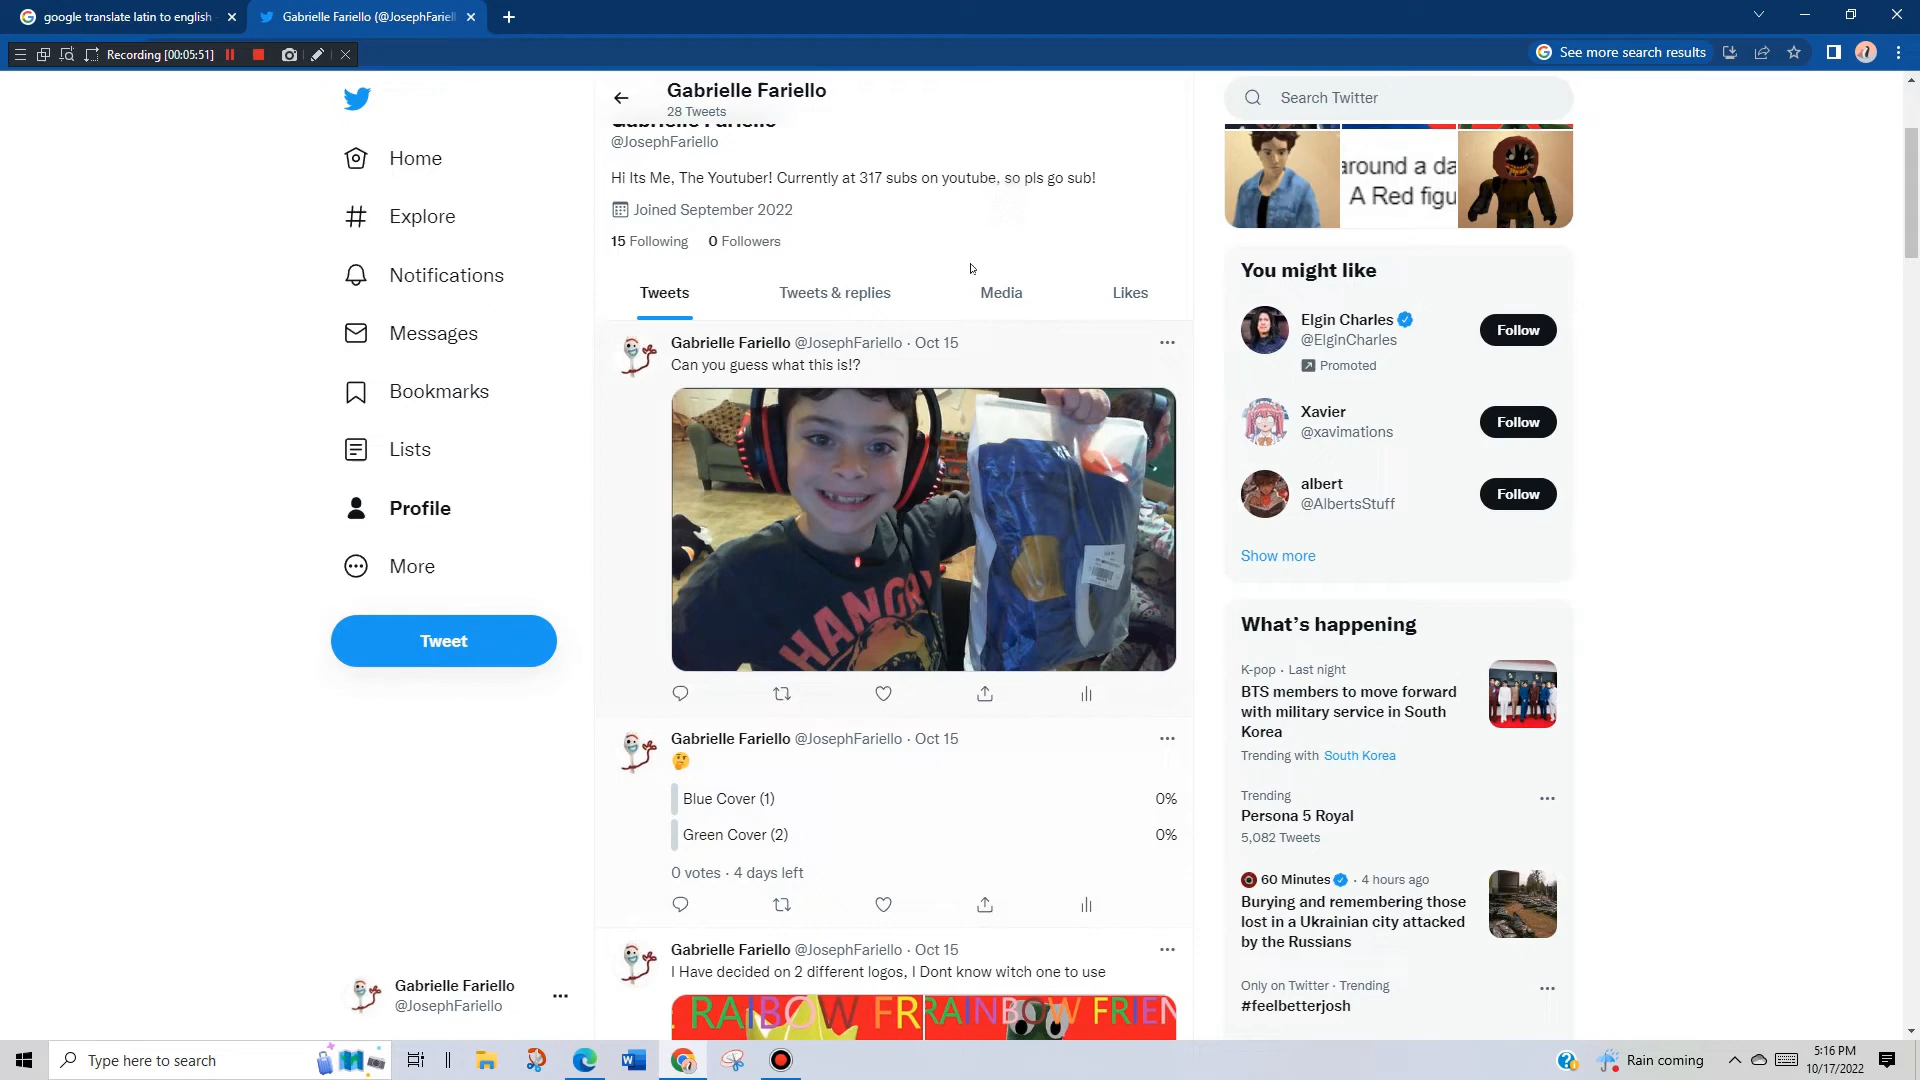 google translate latin to english
Gabrielle Fariello (@JosephFariell
Recording [00:05:51]
See more search results
Gabrielle Fariello
28 Tweets
Gabrielle Fariello
@JosephFariello
Hi Its Me, The Youtuber! Currently at 317 subs on youtube, so pls go sub!
Joined September 2022
15 Following 0 Followers
Tweets
Tweets & replies
Media
Likes
Home
Explore
Notifications
Messages
Bookmarks
Lists
Profile
More
Tweet
Gabrielle Fariello
@JosephFariello
Gabrielle Fariello @JosephFariello · Oct 15
Can you guess what this is!?
HANGR
Gabrielle Fariello @JosephFariello · Oct 15
🤔
Blue Cover (1) 0%
Green Cover (2) 0%
0 votes · 4 days left
Gabrielle Fariello @JosephFariello · Oct 15
I Have decided on 2 different logos, I Dont know witch one to use
RAIBOW FR
RAINBOW FRIEN
Search Twitter
around a da
A Red figu
You might like
Elgin Charles
@ElginCharles
Promoted
Follow
Xavier
@xavimations
Follow
albert
@AlbertsStuff
Follow
Show more
What's happening
K-pop · Last night
BTS members to move forward
with military service in South
Korea
Trending with South Korea
Trending
Persona 5 Royal
5,082 Tweets
60 Minutes · 4 hours ago
Burying and remembering those
lost in a Ukrainian city attacked
by the Russians
Only on Twitter · Trending
#feelbetterjosh
Type here to search
Rain coming
5:16 PM
10/17/2022